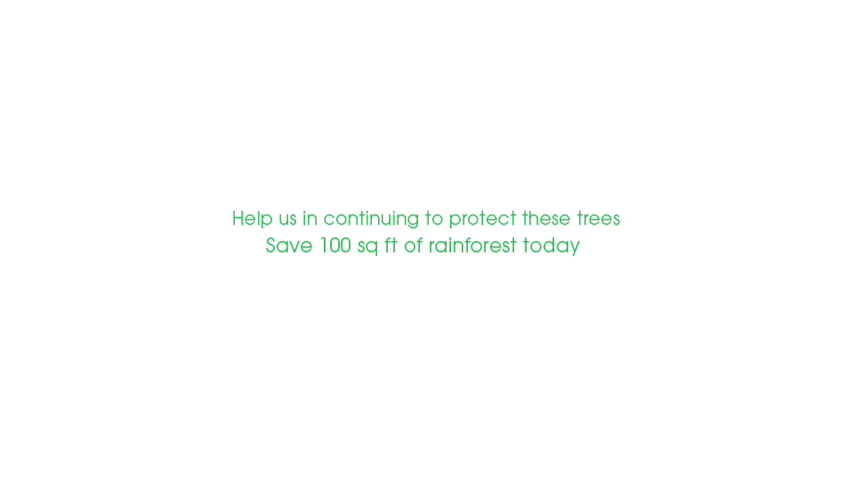 Help us in continuing to protect these trees
Save 100 sq ft of rainforest today